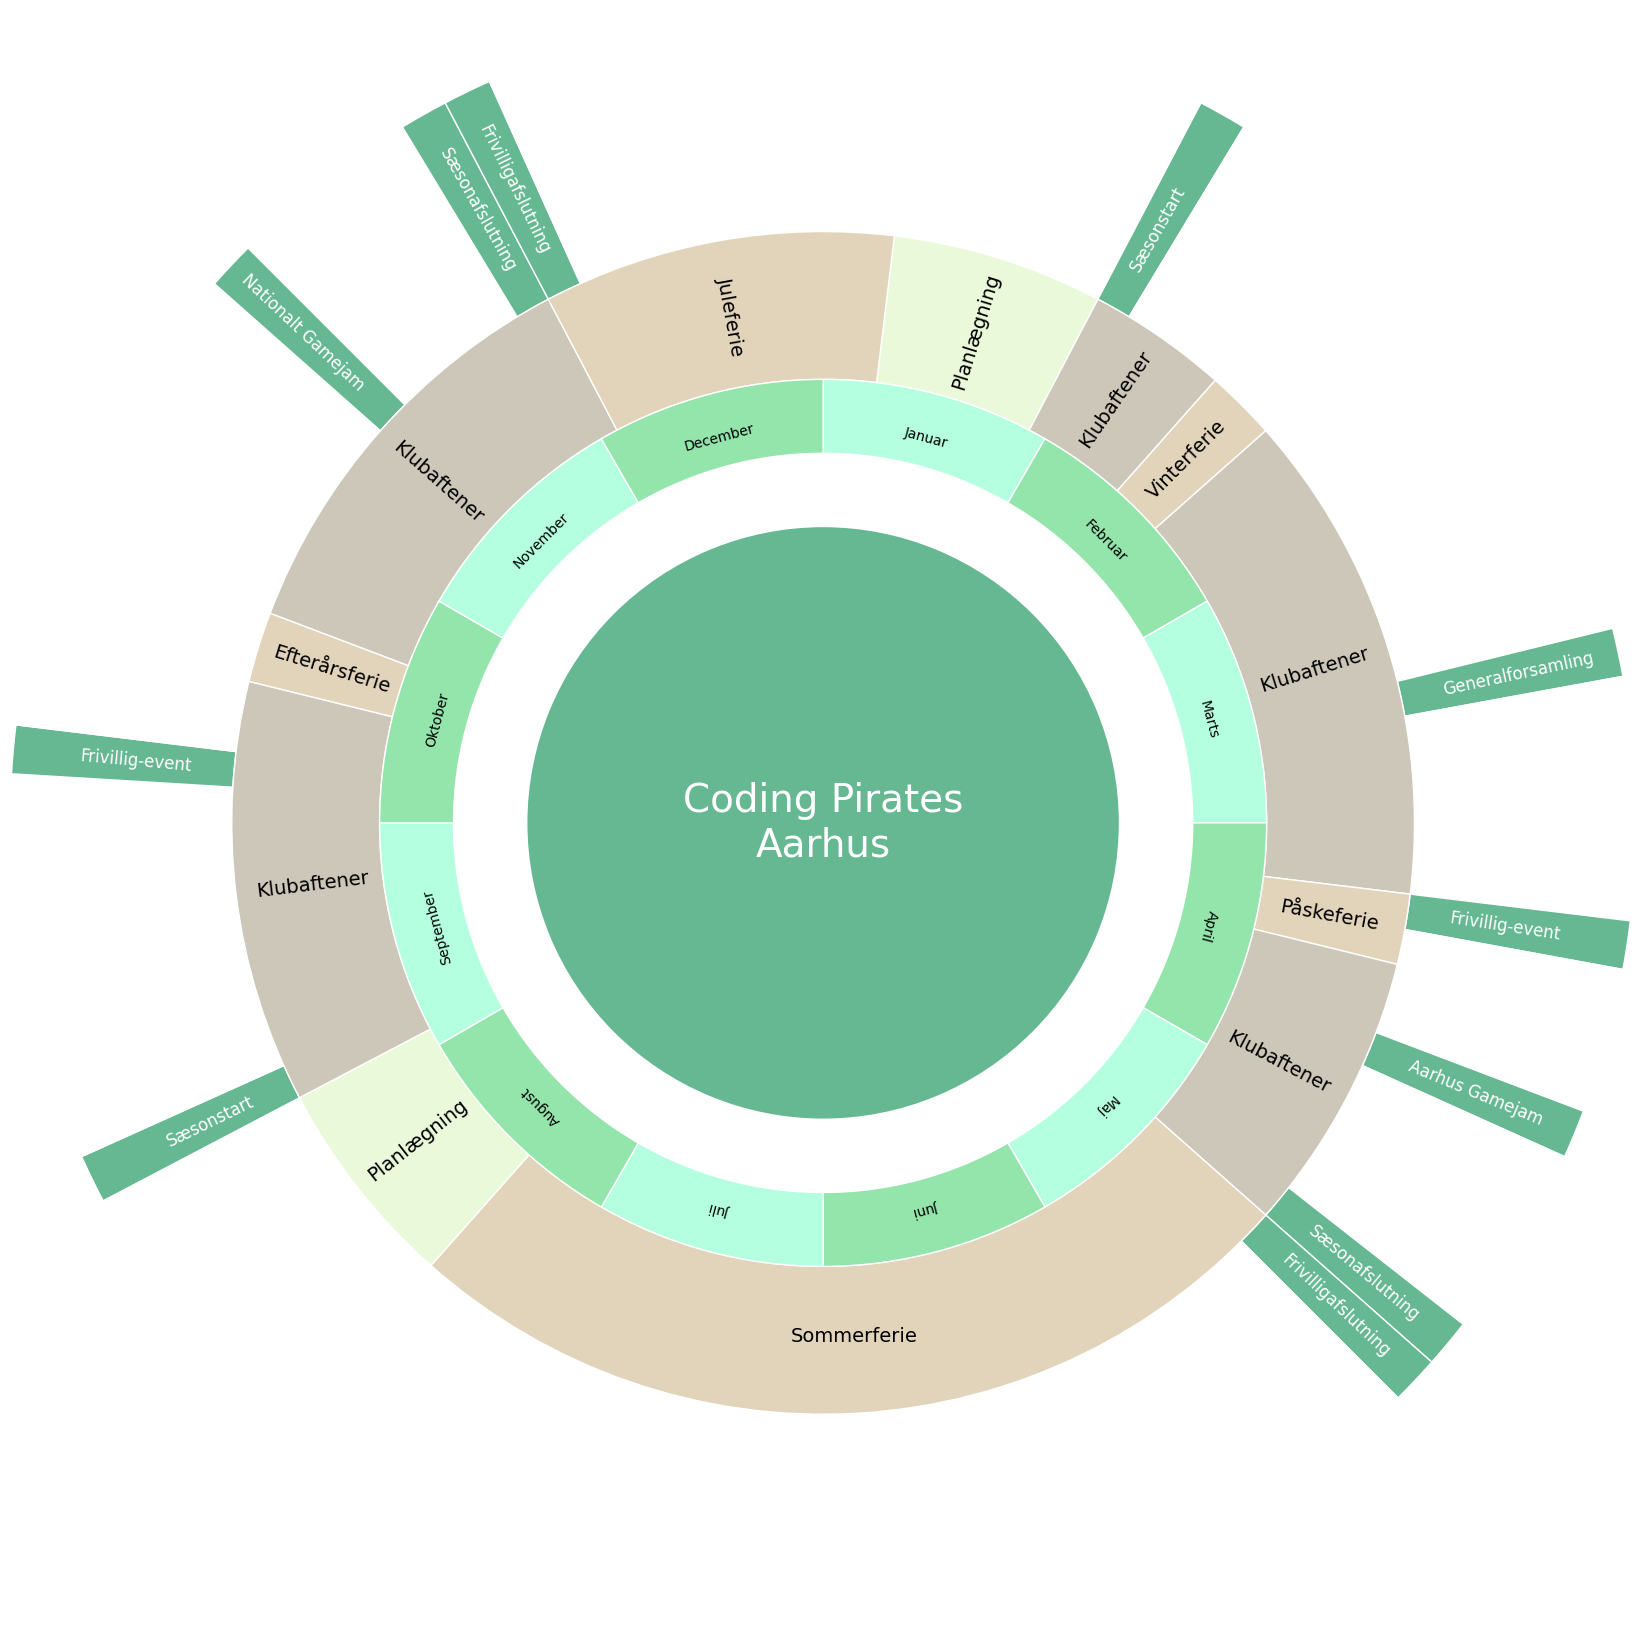 Coding Pirates
Aarhus
Januar
Februar
Marts
April
Maj
Juni
Juli
August
September
Oktober
November
December
Planlægning
Klubaftener
Vinterferie
Klubaftener
Påskeferie
Klubaftener
Sommerferie
Planlægning
Klubaftener
Efterårsferie
Klubaftener
Juleferie
Sæsonstart
Generalforsamling
Frivillig-event
Aarhus Gamejam
Sæsonafslutning
Frivilligafslutning
Sæsonstart
Frivillig-event
Nationalt Gamejam
Sæsonafslutning
Frivilligafslutning